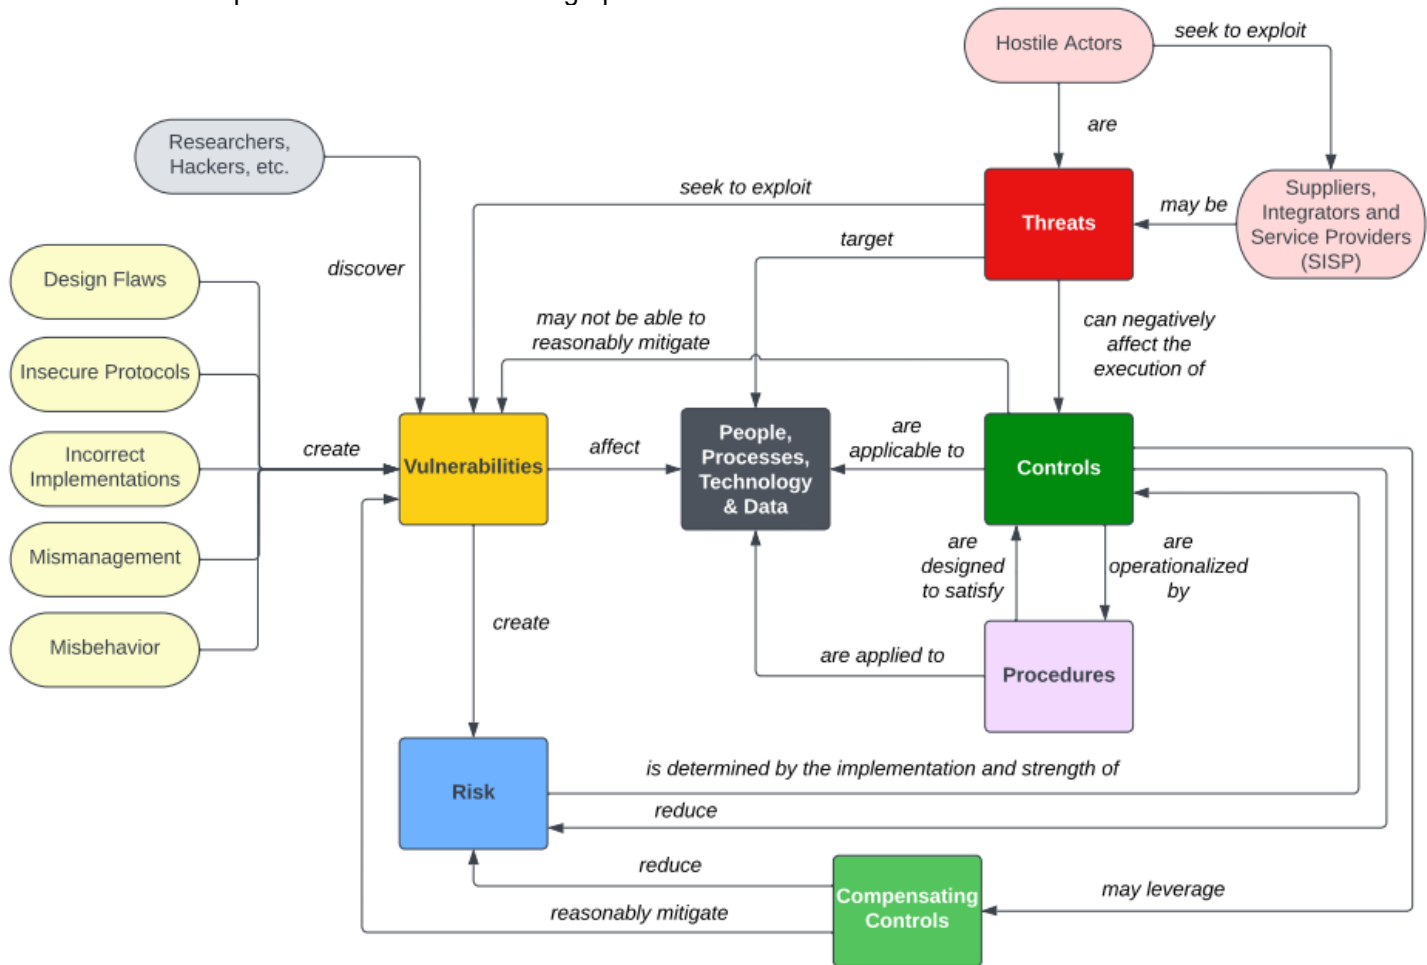 Hostile Actors
seek to exploit
are
Researchers,
Hackers, etc.
Suppliers,
Integrators and
Service Providers
(SISP)
seek to exploit
may be
Threats
target
discover
Design Flaws
may not be able to
reasonably mitigate
can negatively
affect the
execution of
Insecure Protocols
Incorrect
Implementations
create
Vulnerabilities
affect
People,
Processes,
Technology
& Data
are
applicable to
Controls
Mismanagement
are
designed
to satisfy
are
operationalized
by
Misbehavior
create
are applied to
Procedures
Risk
is determined by the implementation and strength of
reduce
reduce
Compensating
Controls
may leverage
reasonably mitigate